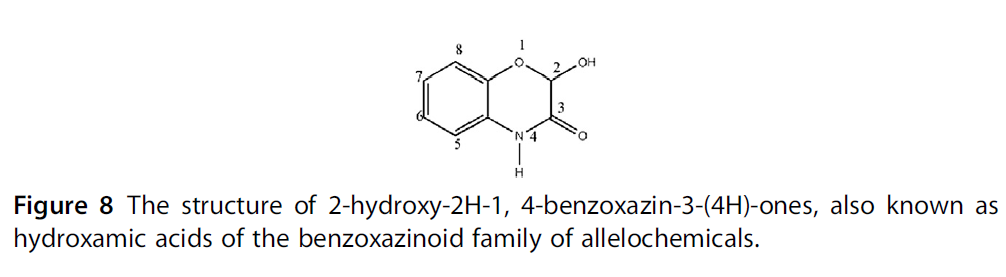 1
8
O
2
OH
7
3
6
N 4
O
5
H
Figure 8 The structure of 2-hydroxy-2H-1, 4-benzoxazin-3-(4H)-ones, also known as
hydroxamic acids of the benzoxazinoid family of allelochemicals.